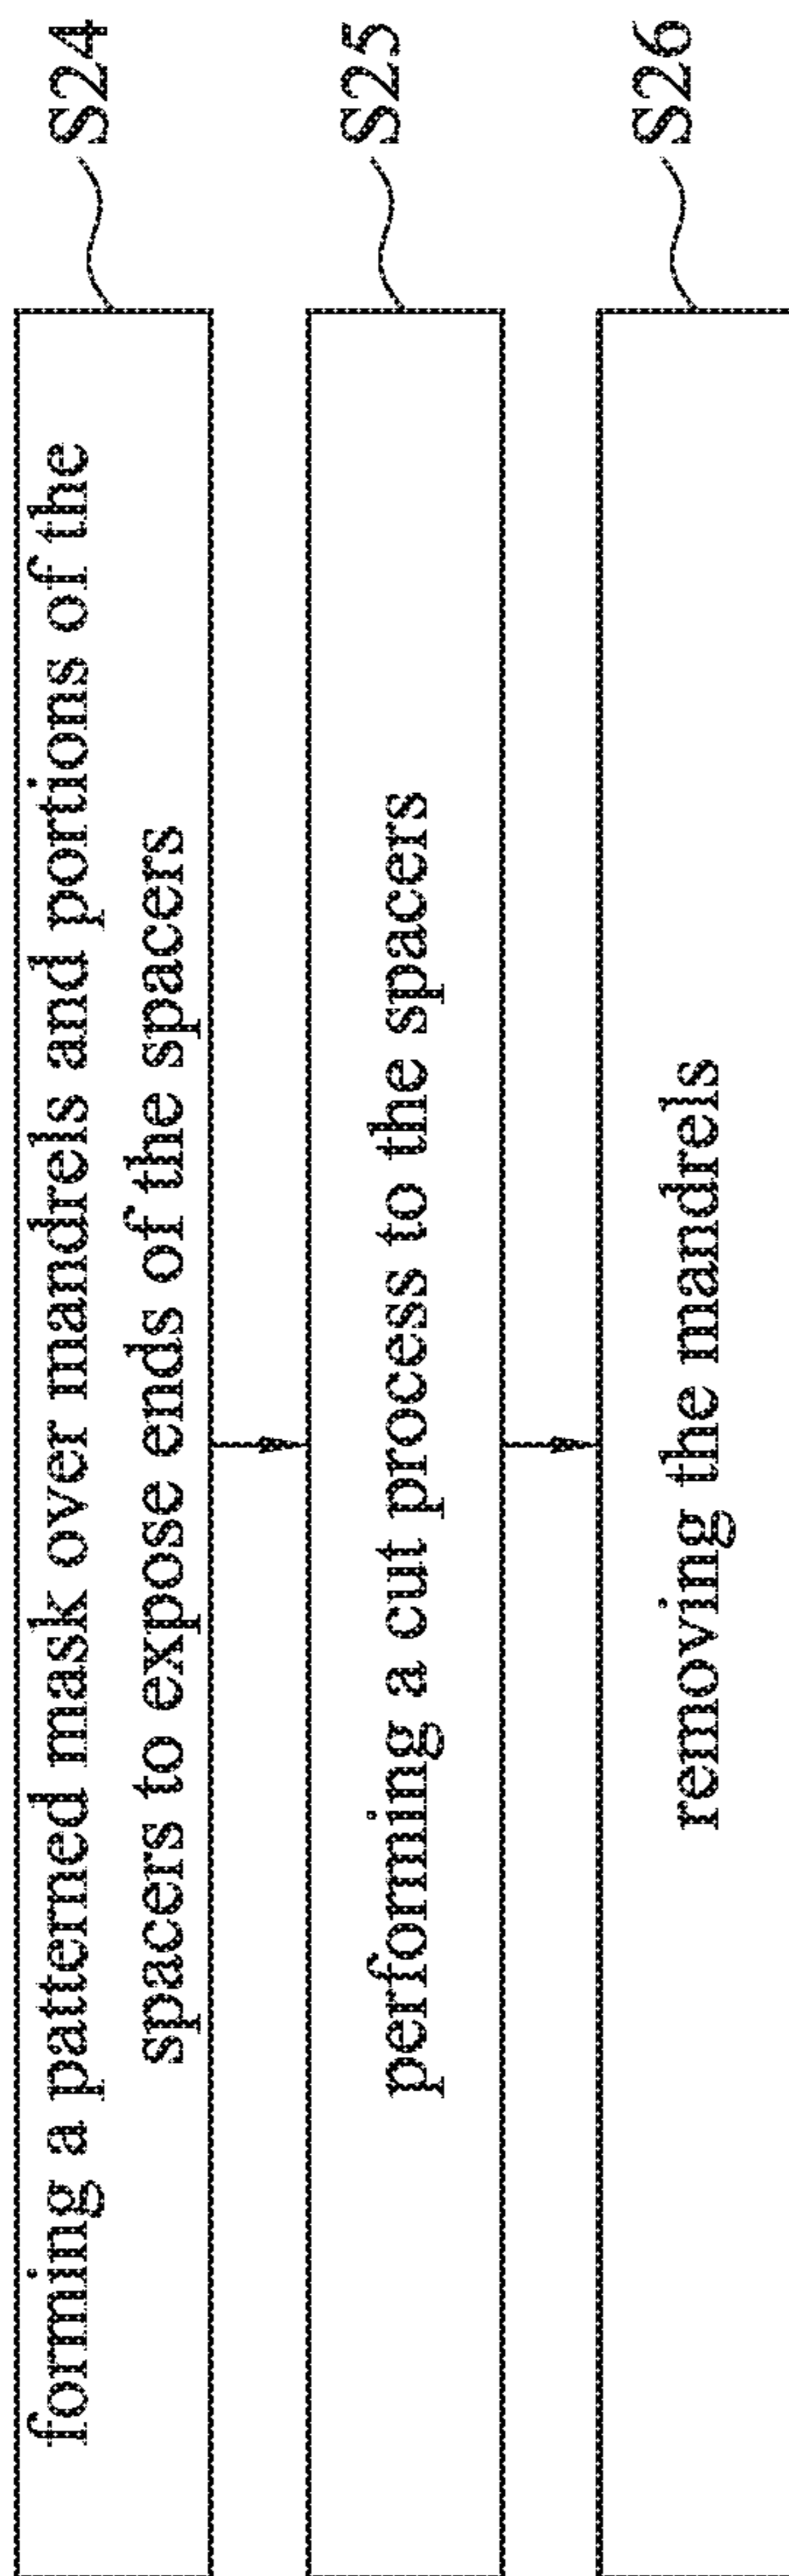 forming a patterned mask over mandrels and portions of the
spacers to expose ends of the spacers
S24
performing a cut process to the spacers
S25
removing the mandrels
S26